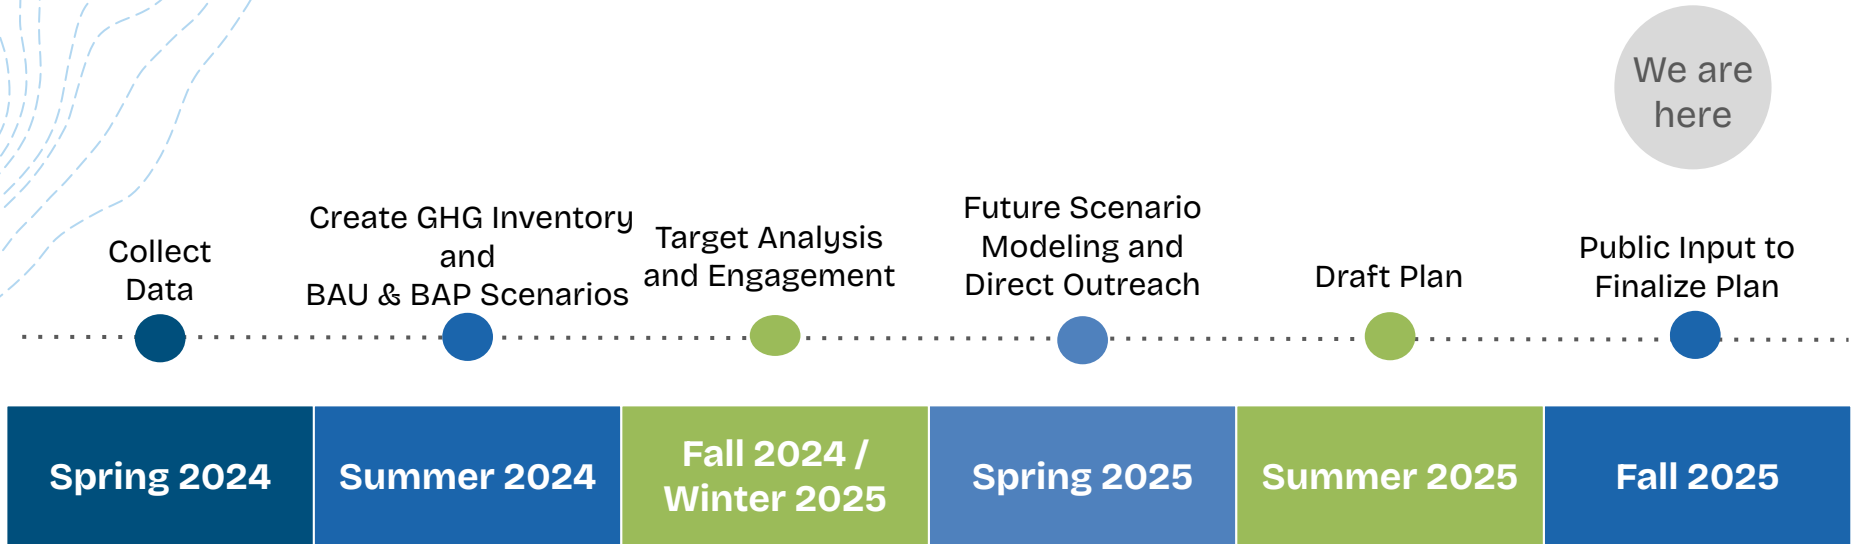 We are
here
Collect
Data
Create GHG Inventory
and
BAU & BAP Scenarios
Target Analysis
and Engagement
Future Scenario
Modeling and
Direct Outreach
Draft Plan
Public Input to
Finalize Plan
Spring 2024
Summer 2024
Fall 2024 /
Winter 2025
Spring 2025
Summer 2025
Fall 2025